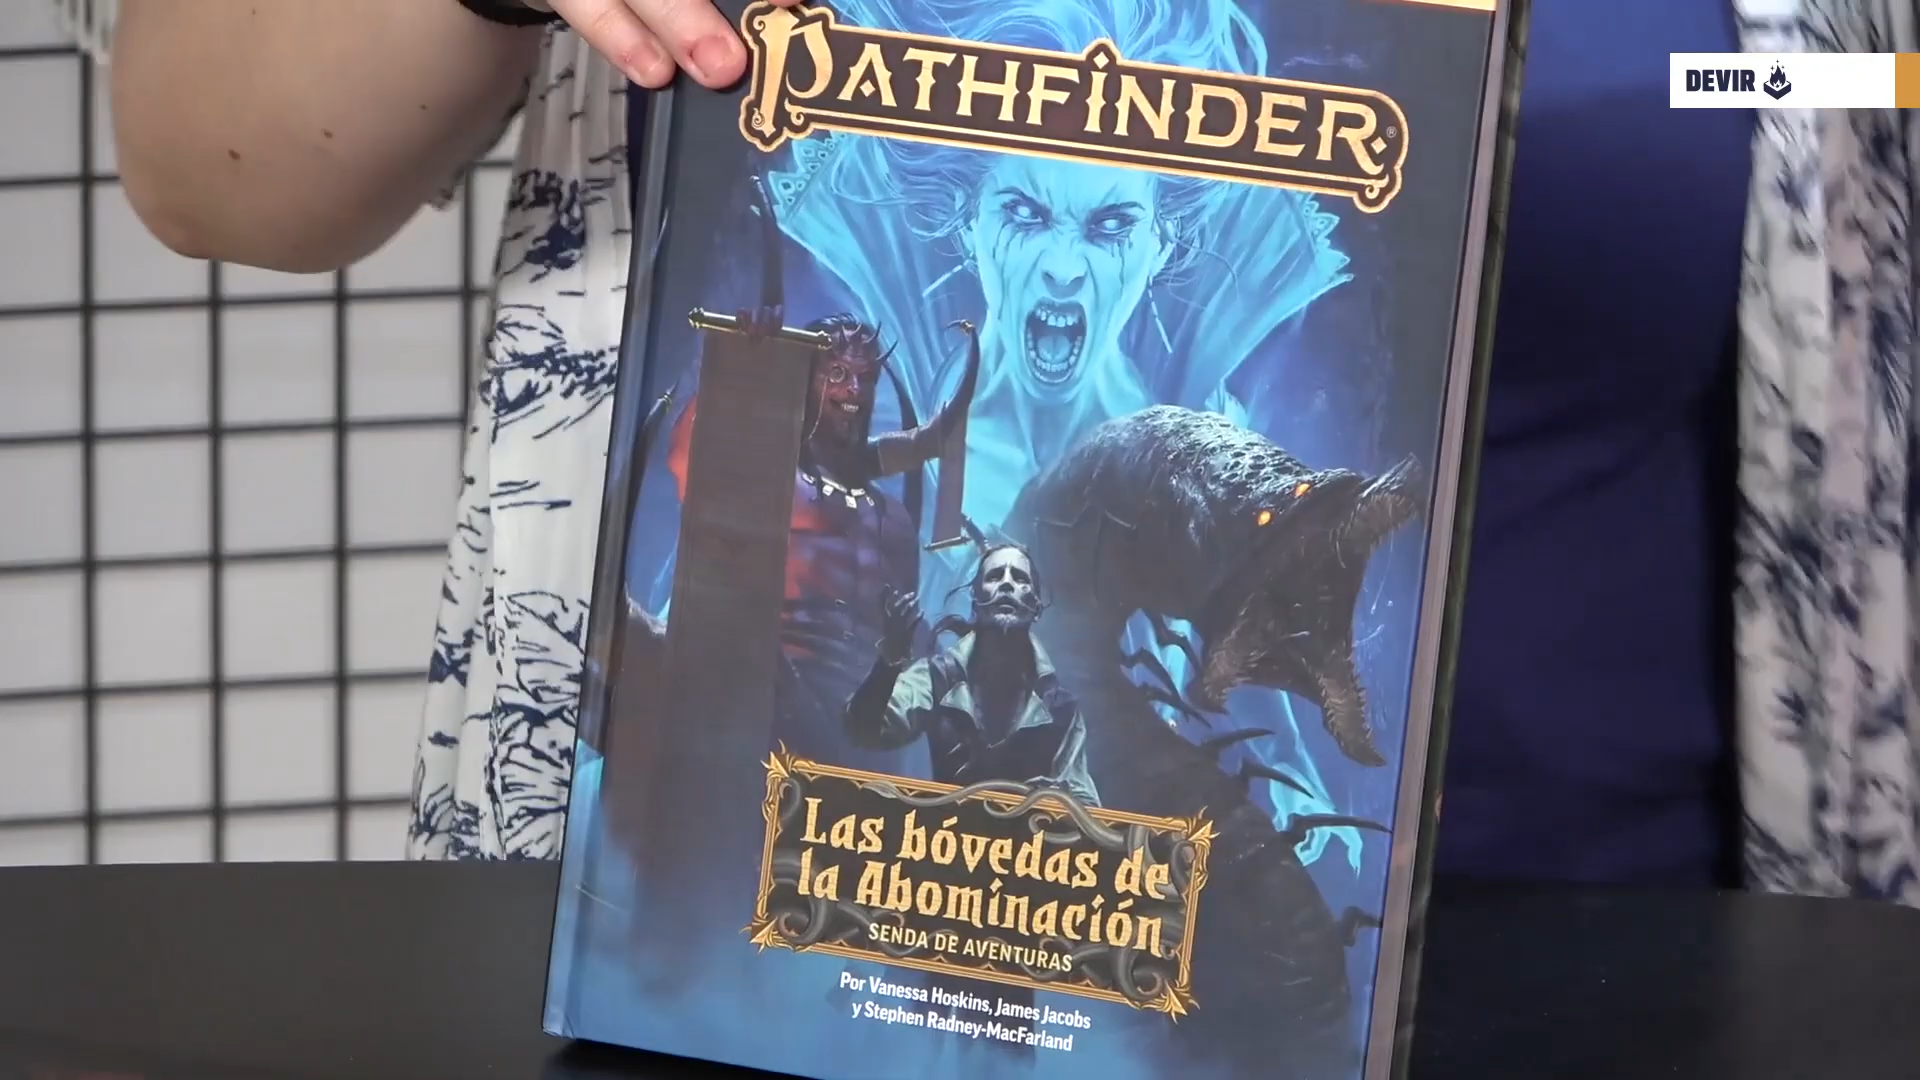 DEVIR
PATHFINDER®
Las bóvedas de
la Abominación
SENDA DE AVENTURAS
Por Vanessa Hoskins, James Jacobs
y Stephen Radney-MacFarland